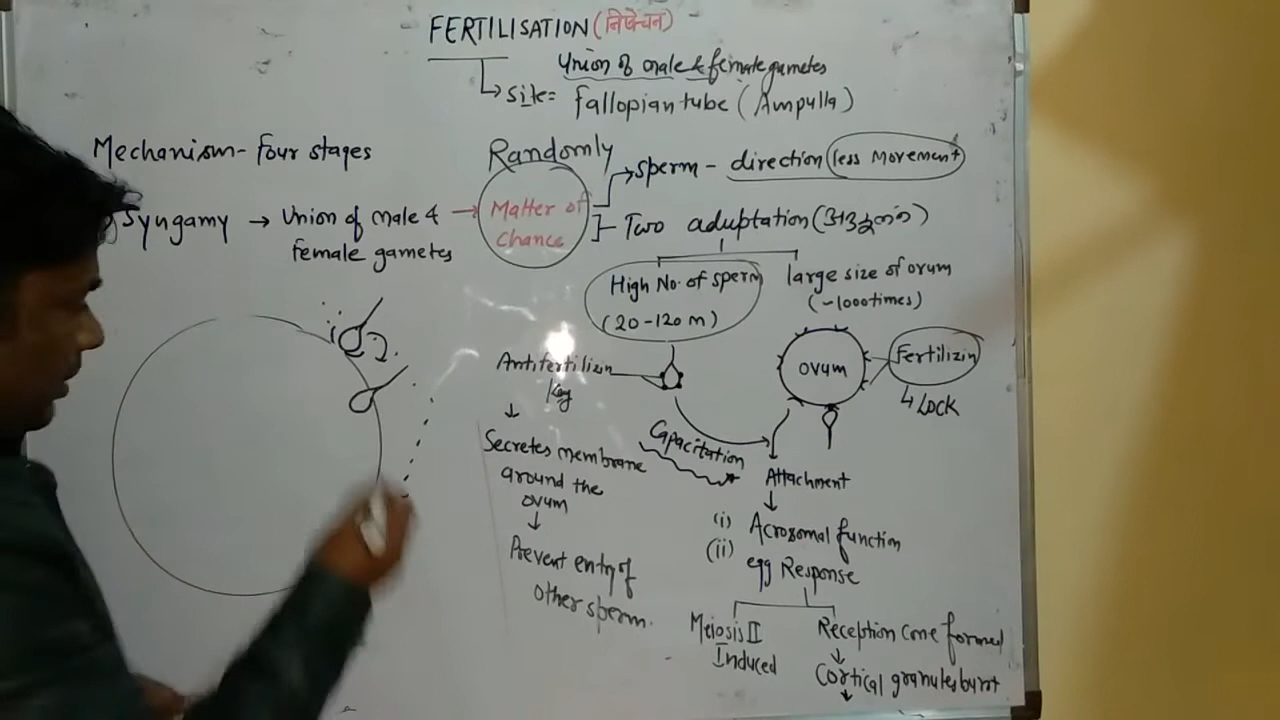 FERTILISATION (निषेचन)
Union of male & female gametes
Site = fallopian tube (Ampulla)
Mechanism - four stages
Syngamy → Union of male &
female gametes
Randomly
Matter of
chance
Sperm - direction less movement
Two aduptation
High No. of sperm
(20-120 m)
large size of ovum
(~1000 times)
Antifertilizin
Key
ovum
Fertilizin
Lock
Capacitation
Secretes membrane
around the
ovum
Prevent entry of
other sperm.
Attachment
(i) Acrosomal function
(ii) egg Response
Meiosis II
Induced
Reception cone formed
Cortical granules burst